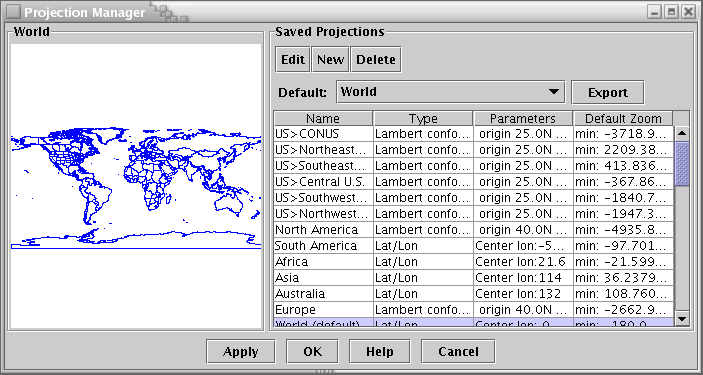 Projection Manager
World
Saved Projections
Edit New Delete
Default: World Export
Name Type Parameters Default Zoom
US>CONUS Lambert confo... origin 25.0N ... min: -3718.9...
US>Northeast... Lambert confo... origin 25.0N ... min: 2209.38...
US>Southeast... Lambert confo... origin 25.0N ... min: 413.836...
US>Central U.S. Lambert confo... origin 25.0N ... min: -367.86...
US>Southwest... Lambert confo... origin 25.0N ... min: -1840.7...
US>Northwest... Lambert confo... origin 25.0N ... min: -1947.3...
North America Lambert confo... origin 40.0N ... min: -4935.8...
South America Lat/Lon Center lon:-5... min: -97.701...
Africa Lat/Lon Center lon:21.6 min: -21.599...
Asia Lat/Lon Center lon:114 min: 36.2379...
Australia Lat/Lon Center lon:132 min: 108.760...
Europe Lambert confo... origin 40.0N ... min: -2662.9...
World (default) Lat/Lon Center lon: 0 min: -180.0
Apply OK Help Cancel